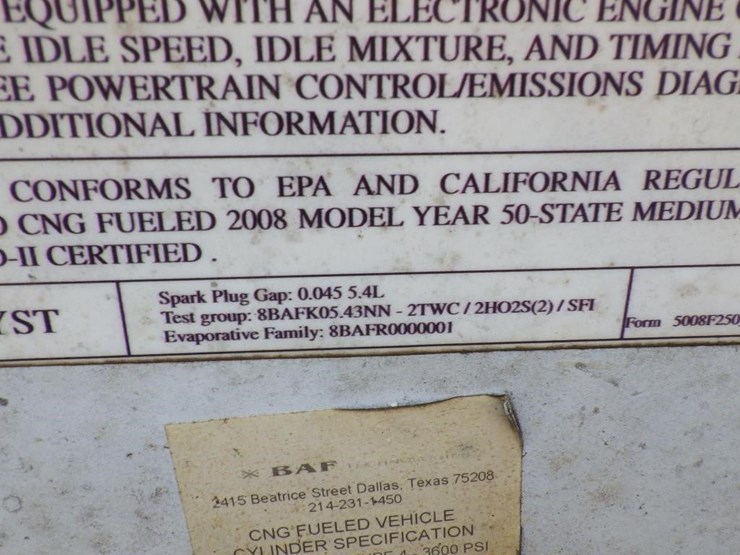 EQUIPPED WITH AN ELECTRONIC ENGINE
IDLE SPEED, IDLE MIXTURE, AND TIMING
EE POWERTRAIN CONTROL/EMISSIONS DIAG
DDITIONAL INFORMATION.
CONFORMS TO EPA AND CALIFORNIA REGUL
CNG FUELED 2008 MODEL YEAR 50-STATE MEDIUM
-II CERTIFIED .
YST
Spark Plug Gap: 0.045 5.4L
Test group: 8BAFK05.43NN - 2TWC / 2HO2S(2) / SFI
Evaporative Family: 8BAFR0000001
Form 5008F250
BAF
2415 Beatrice Street Dallas, Texas 75208
214-231-1450
CNG FUELED VEHICLE
CYLINDER SPECIFICATION
3600 PSI